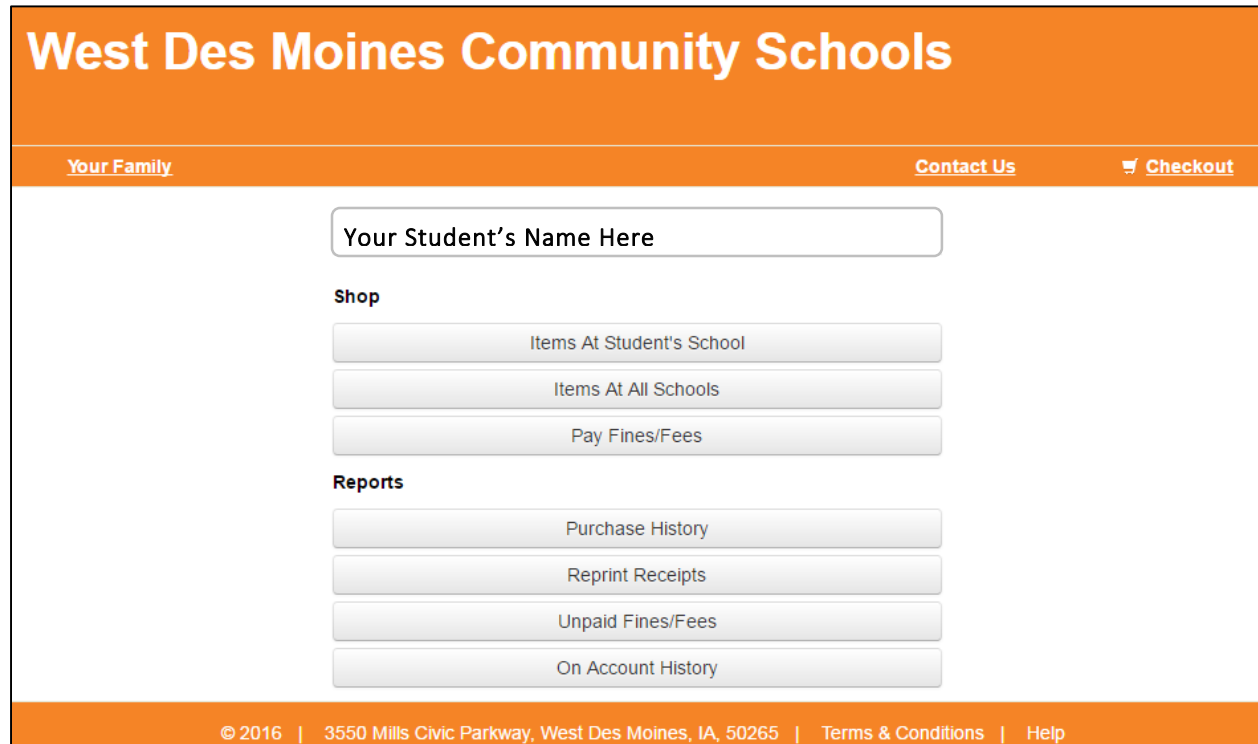 West Des Moines Community Schools
Your Family Contact Us Checkout
Your Student’s Name Here
Shop
Items At Student's School
Items At All Schools
Pay Fines/Fees
Reports
Purchase History
Reprint Receipts
Unpaid Fines/Fees
On Account History
© 2016 | 3550 Mills Civic Parkway, West Des Moines, IA, 50265 | Terms & Conditions | Help